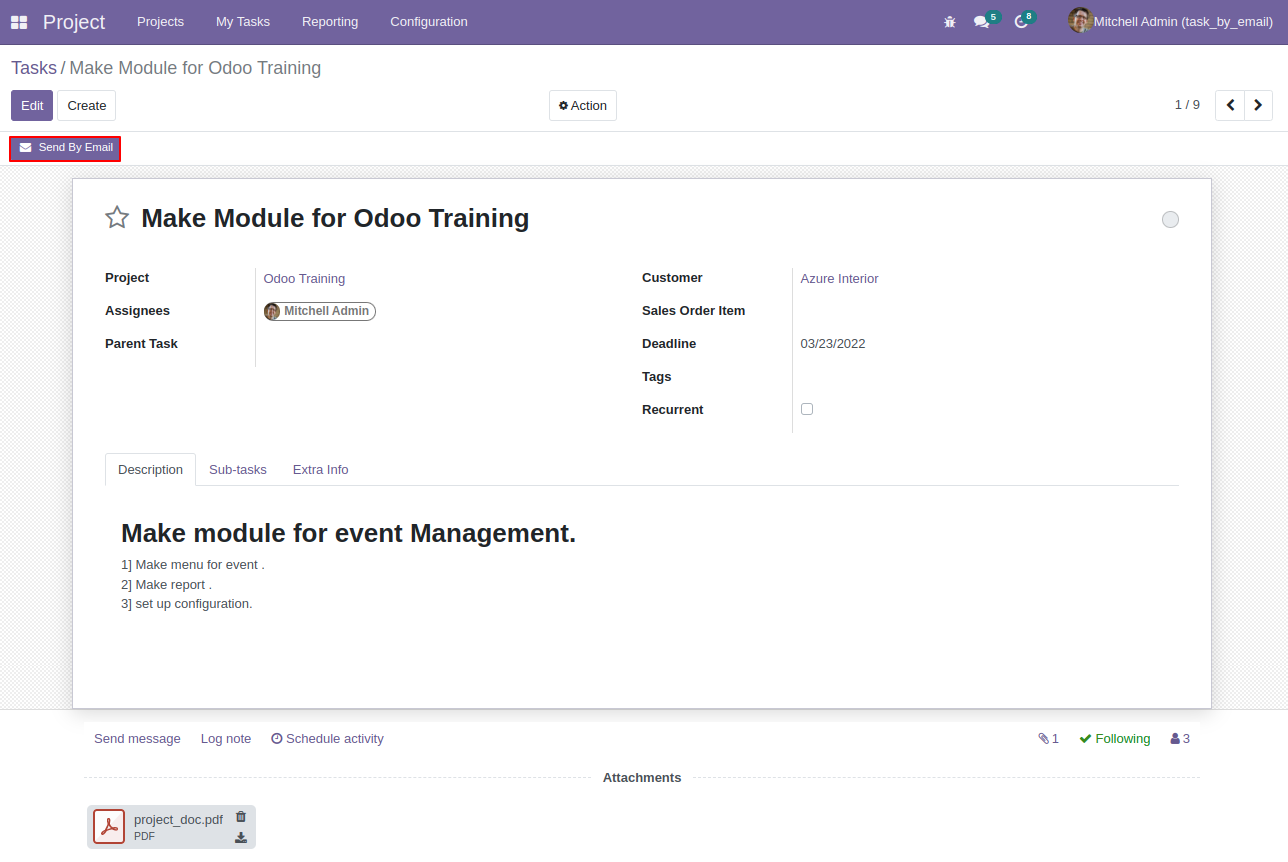 Project Projects My Tasks Reporting Configuration 5 8 Mitchell Admin (task_by_email)
Tasks / Make Module for Odoo Training
Edit Create Action 1 / 9
Send By Email
Make Module for Odoo Training
Project Odoo Training Customer Azure Interior
Assignees Mitchell Admin Sales Order Item
Parent Task Deadline 03/23/2022
Tags
Recurrent
Description Sub-tasks Extra Info
Make module for event Management.
1] Make menu for event .
2] Make report .
3] set up configuration.
Send message Log note Schedule activity 1 Following 3
Attachments
project_doc.pdf
PDF